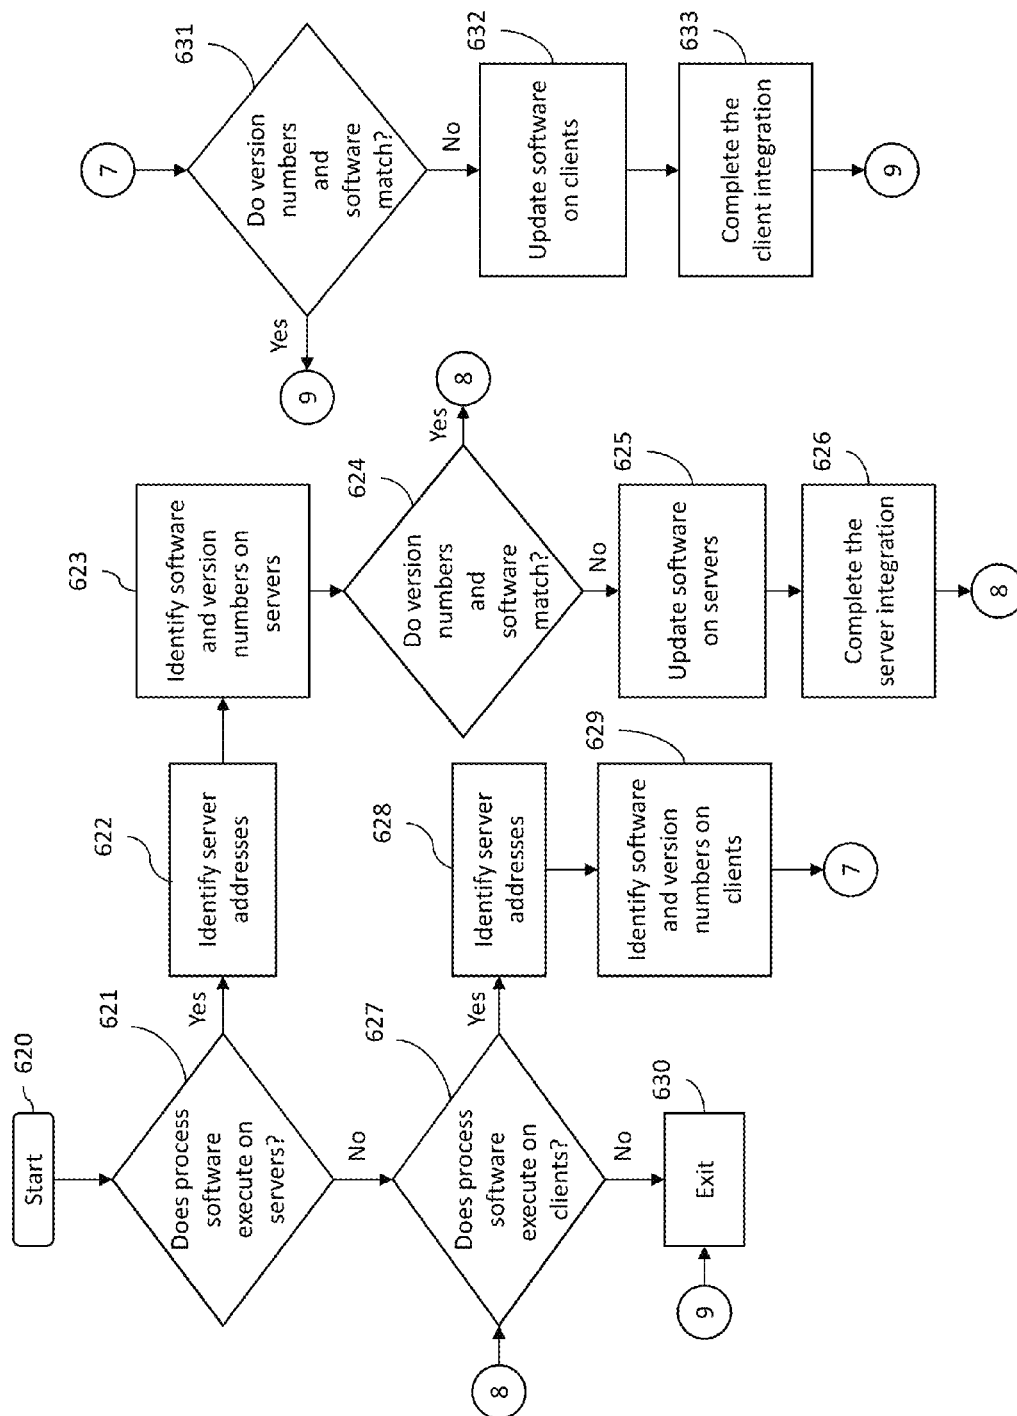 Start
620
Does process
software
execute on
servers?
621
Yes
No
Identify server
addresses
622
Identify software
and version
numbers on
servers
623
Do version
numbers
and
software
match?
624
Yes
8
No
Update software
on servers
625
Complete the
server integration
626
8
8
Does process
software
execute on
clients?
627
Yes
No
Identify server
addresses
628
Identify software
and version
numbers on
clients
629
7
9
Exit
630
7
Do version
numbers
and
software
match?
631
Yes
9
No
Update software
on clients
632
Complete the
client integration
633
9